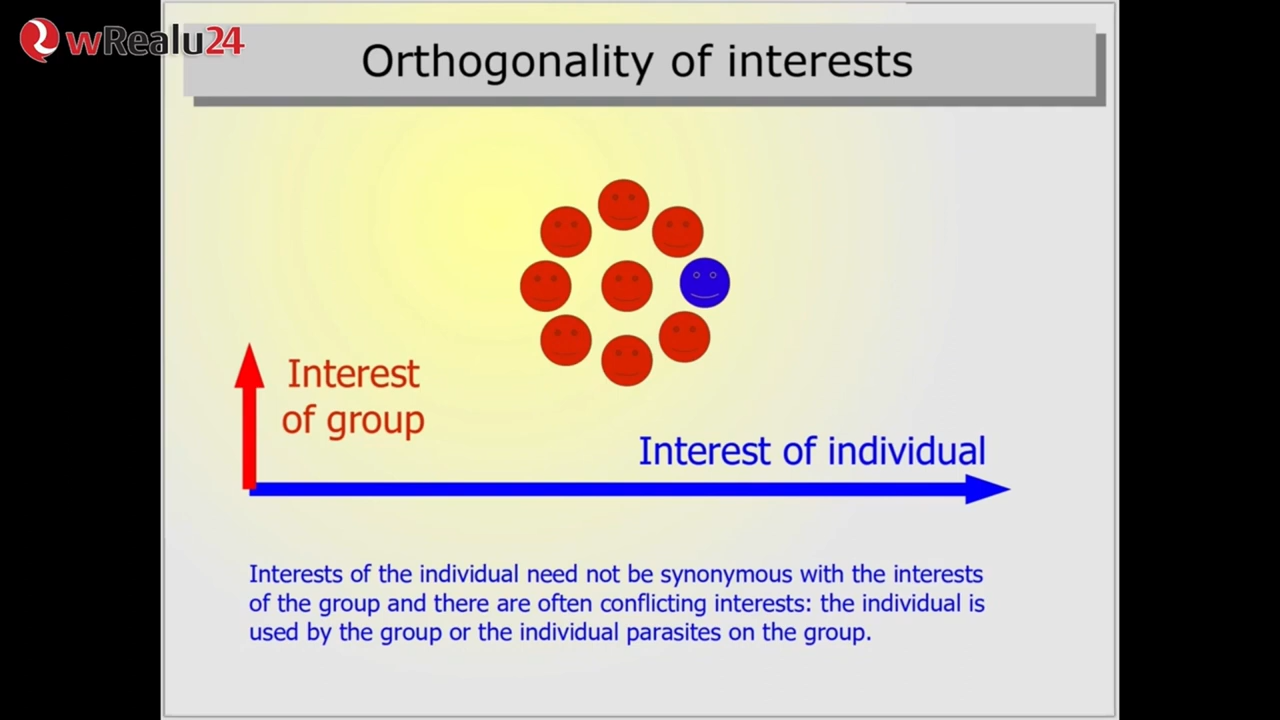 wRealu24
Orthogonality of interests
Interest
of group
Interest of individual
Interests of the individual need not be synonymous with the interests
of the group and there are often conflicting interests: the individual is
used by the group or the individual parasites on the group.